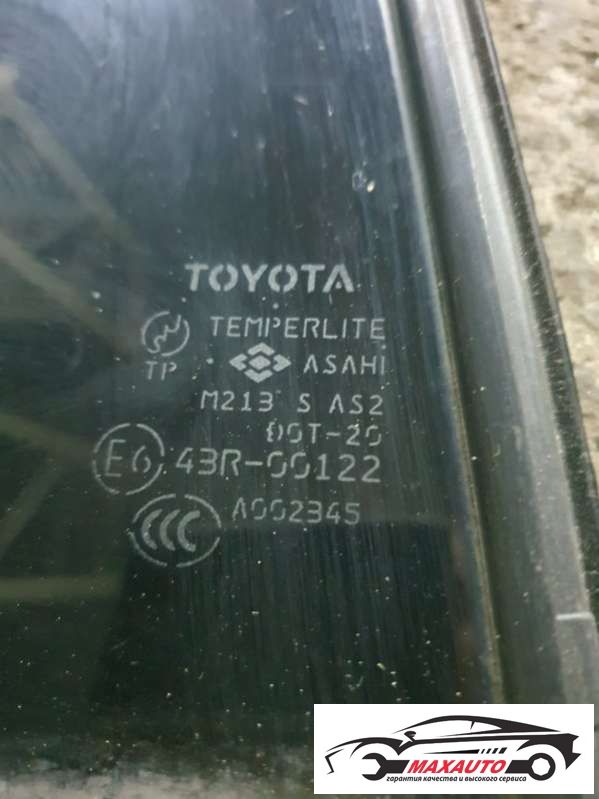 TOYOTA
TEMPERLITE
TP ASAHI
M213 S AS2
DOT-20
E6 43R-00122
CCC A002345
MAXAUTO
гарантия качества и высокого сервиса